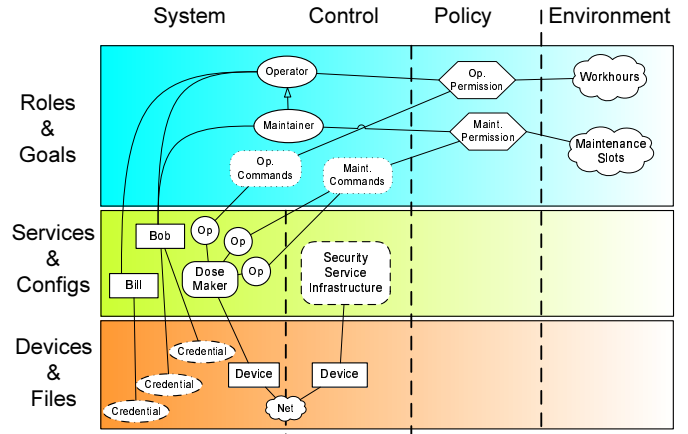 System Control Policy Environment
Roles
&
Goals
Operator
Op.
Permission
Workhours
Maintainer
Maint.
Permission
Maintenance
Slots
Op.
Commands
Maint.
Commands
Services
&
Configs
Bob
Op
Op
Op
Bill
Dose
Maker
Security
Service
Infrastructure
Devices
&
Files
Credential
Credential
Credential
Device
Device
Net